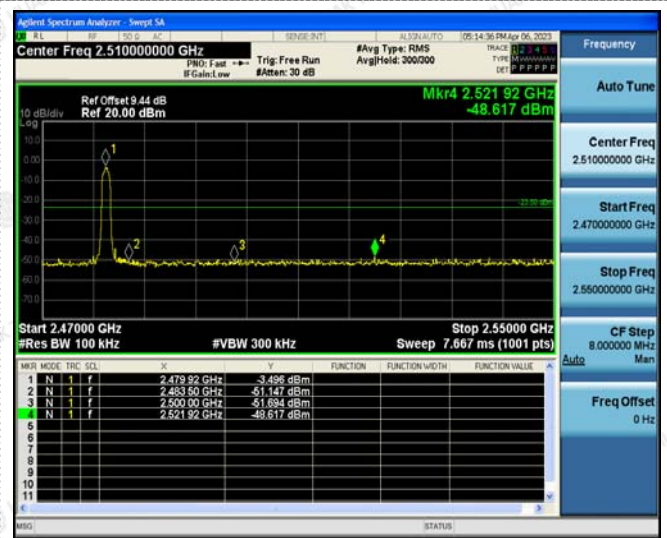 Agilent Spectrum Analyzer - Swept SA
RL RF 50 Ω AC SENSE:INT ALIGN AUTO 05:14:36 PM Apr 06, 2023
Center Freq 2.510000000 GHz
PNO: Fast Trig: Free Run #Avg Type: RMS TRACE 1 2 3 4 5 6
IFGain:Low #Atten: 30 dB Avg|Hold: 300/300 TYPE M
DET P P P P P P
Mkr4 2.521 92 GHz
Ref Offset 9.44 dB
10 dB/div Ref 20.00 dBm -48.617 dBm
Log
10.0
0.00
-10.0
-20.0
-23.50 dBm
-30.0
-40.0
-50.0
-60.0
-70.0
1
2
3
4
Start 2.47000 GHz Stop 2.55000 GHz
#Res BW 100 kHz #VBW 300 kHz Sweep 7.667 ms (1001 pts)
MKR MODE TRC SCL X Y FUNCTION FUNCTION WIDTH FUNCTION VALUE
1 N 1 f 2.479 92 GHz -3.496 dBm
2 N 1 f 2.483 50 GHz -51.147 dBm
3 N 1 f 2.500 00 GHz -51.694 dBm
4 N 1 f 2.521 92 GHz -48.617 dBm
5
6
7
8
9
10
11
MSG STATUS
Frequency
Auto Tune
Center Freq
2.510000000 GHz
Start Freq
2.470000000 GHz
Stop Freq
2.550000000 GHz
CF Step
8.000000 MHz
Auto Man
Freq Offset
0 Hz